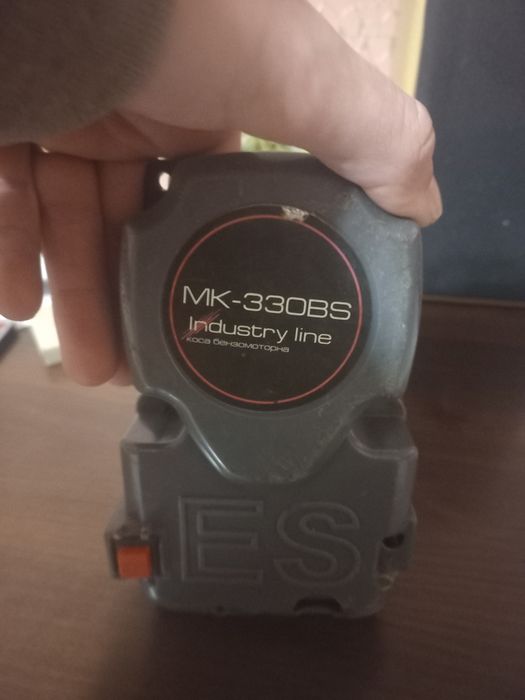 MK-330BS
Industry line
коса бензомоторна
ES